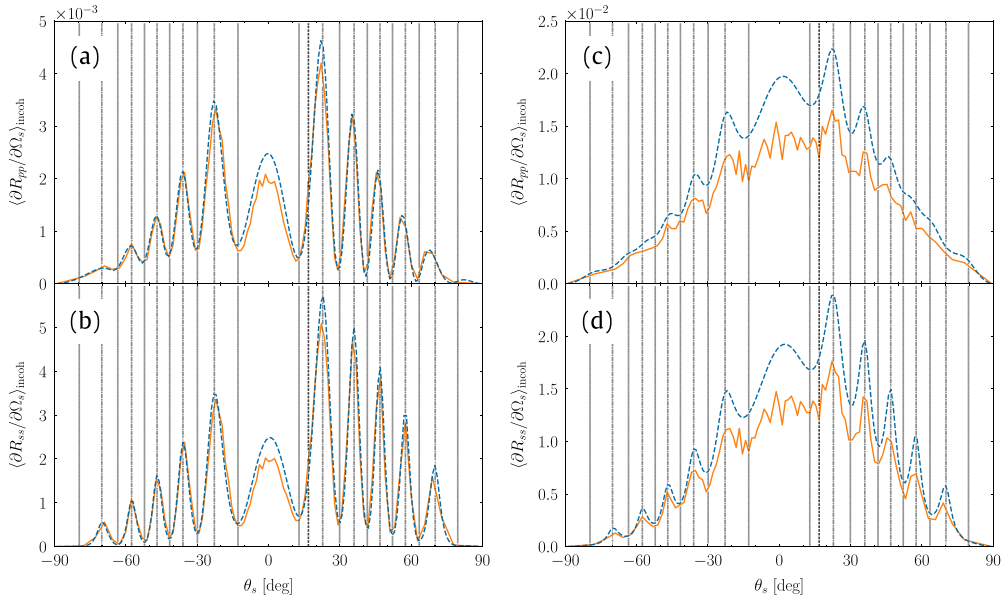 ×10⁻³
(a)
⟨∂R_pp/∂Ω_s⟩_incoh
5
4
3
2
1
0
(b)
⟨∂R_ss/∂Ω_s⟩_incoh
5
4
3
2
1
0
−90 −60 −30 0 30 60 90
θ_s [deg]
×10⁻²
(c)
⟨∂R_pp/∂Ω_s⟩_incoh
2.5
2.0
1.5
1.0
0.5
0.0
(d)
⟨∂R_ss/∂Ω_s⟩_incoh
2.0
1.5
1.0
0.5
0.0
−90 −60 −30 0 30 60 90
θ_s [deg]